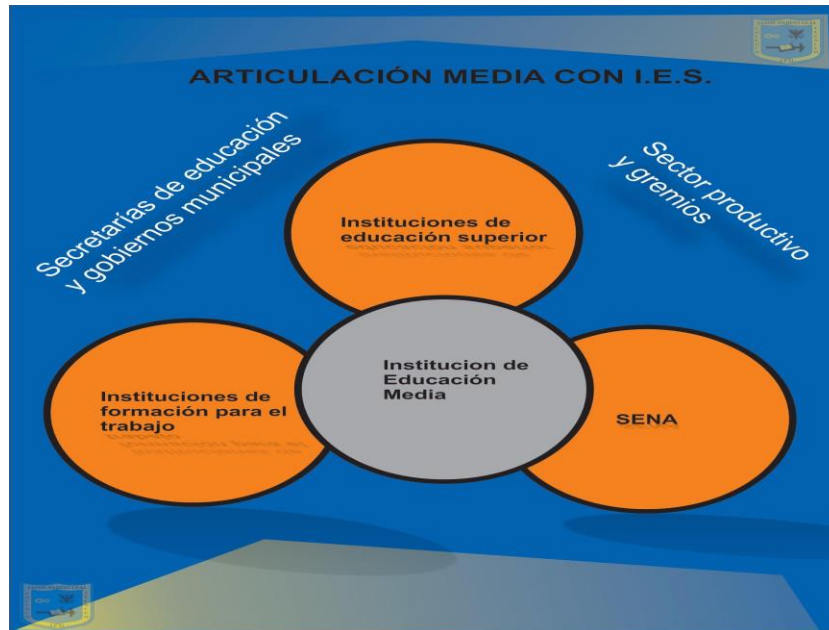 ARTICULACIÓN MEDIA CON I.E.S.
Secretarías de educación
y gobiernos municipales
Sector productivo
y gremios
Instituciones de
educación superior
Institucion de
Educación
Media
Instituciones de
formación para el
trabajo
SENA